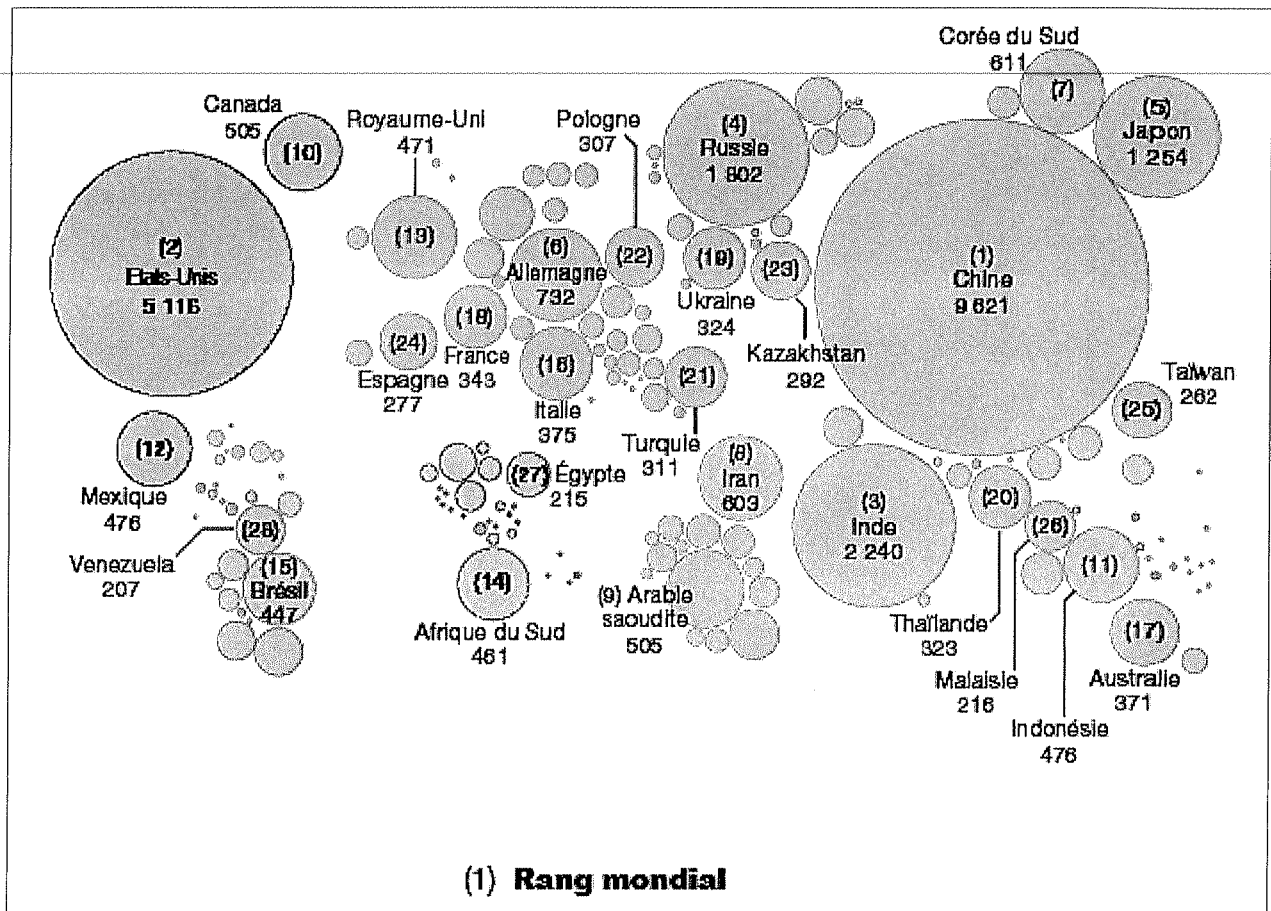 Corée du Sud
611
(7)
(5)
Japon
1 254
Canada
505
(10)
Royaume-Uni
471
(13)
Pologne
307
(22)
(4)
Russie
1 802
(2)
Etats-Unis
5 116
(6)
Allemagne
732
(19)
Ukraine
324
(23)
Kazakhstan
292
(1)
Chine
9 621
(24)
Espagne
277
(18)
France
343
(16)
Italie
375
(21)
Turquie
311
Taïwan
262
(25)
(12)
Mexique
476
(28)
Venezuela
207
(15)
Brésil
447
(27) Égypte
215
(14)
Afrique du Sud
461
(8)
Iran
603
(9) Arabie
saoudite
505
(3)
Inde
2 240
(20)
Thaïlande
323
(26)
Malaisie
216
(11)
Indonésie
476
(17)
Australie
371
(1) Rang mondial